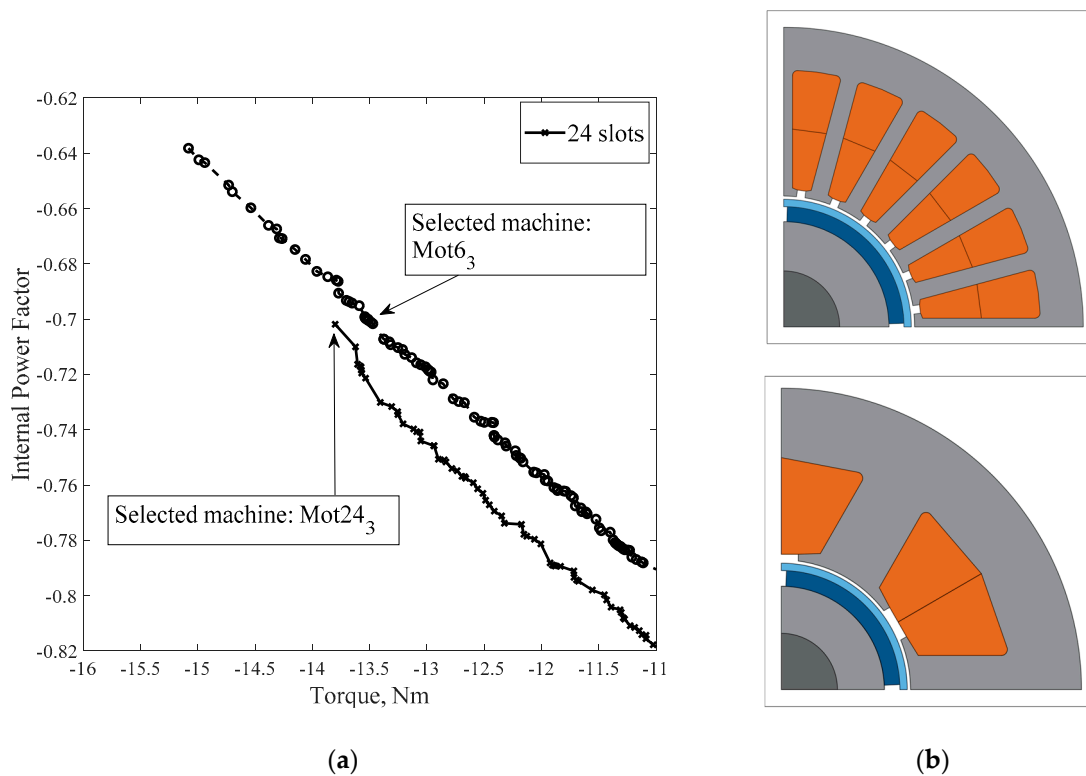 -0.62
-0.64
-0.66
-0.68
-0.7
-0.72
-0.74
-0.76
-0.78
-0.8
-0.82
Internal Power Factor
24 slots
Selected machine:
Mot6₃
Selected machine: Mot24₃
-16 -15.5 -15 -14.5 -14 -13.5 -13 -12.5 -12 -11.5 -11
Torque, Nm
(a) (b)